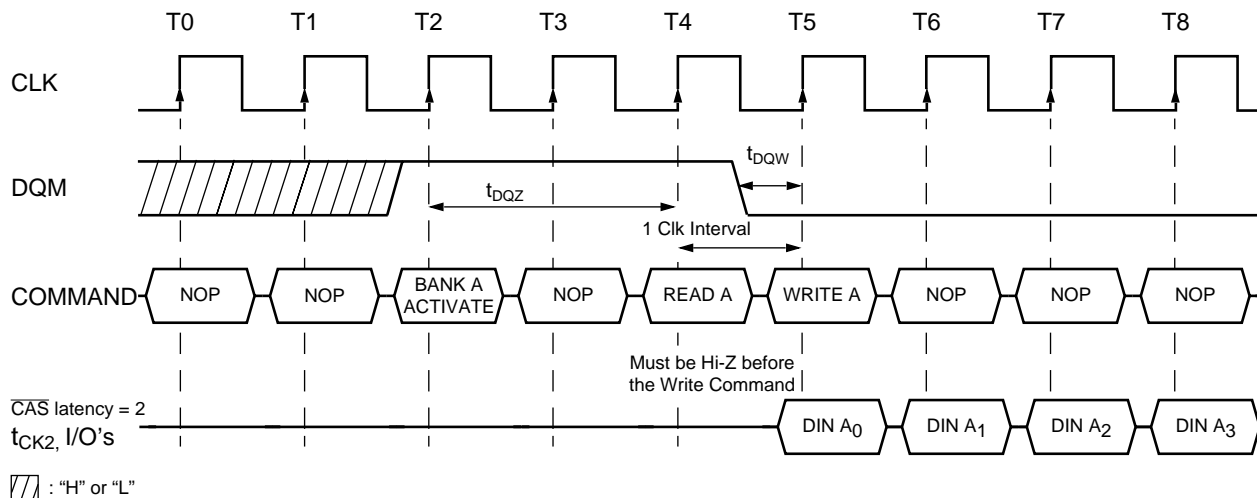 T0 T1 T2 T3 T4 T5 T6 T7 T8
CLK
tDQW
DQM
tDQZ
1 Clk Interval
COMMAND NOP NOP BANK A ACTIVATE NOP READ A WRITE A NOP NOP NOP
Must be Hi-Z before
the Write Command
CAS latency = 2
tCK2, I/O's DIN A0 DIN A1 DIN A2 DIN A3
: “H” or “L”